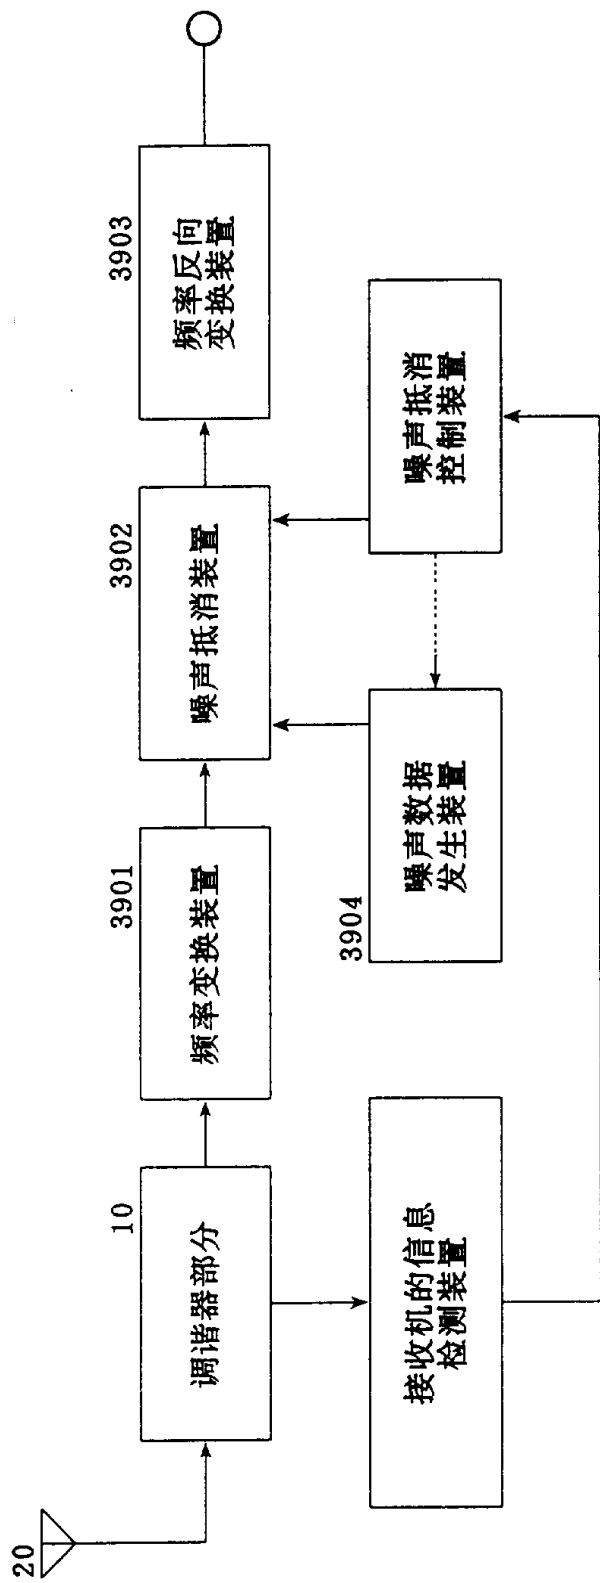 20
10
调谐器部分
3901
频率变换装置
3902
噪声抵消装置
3903
频率反向
变换装置
接收机的信息
检测装置
3904
噪声数据
发生装置
噪声抵消
控制装置